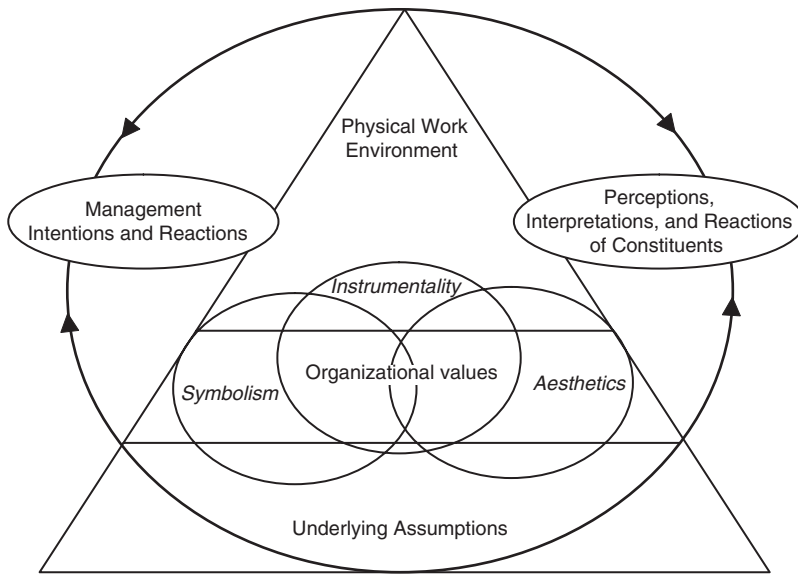 Physical Work
Environment
Management
Intentions and Reactions
Perceptions,
Interpretations, and Reactions
of Constituents
Instrumentality
Organizational values
Symbolism
Aesthetics
Underlying Assumptions